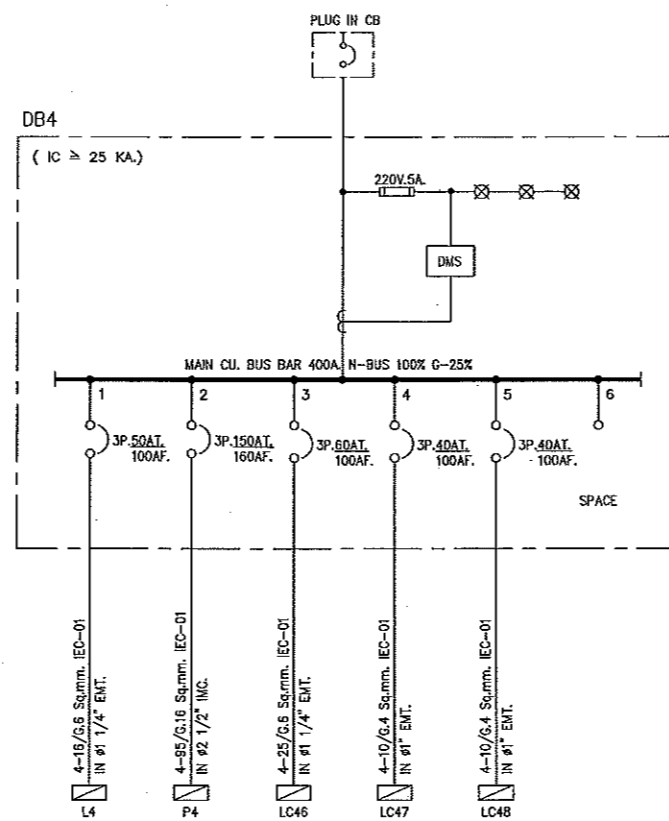 PLUG IN CB
DB4
( IC ≥ 25 KA.)
220V.5A.
DMS
MAIN CU. BUS BAR 400A. N-BUS 100% G-25%
1
2
3
4
5
6
3P.50AT.
100AF.
3P.150AT.
160AF.
3P.60AT.
100AF.
3P.40AT.
100AF.
3P.40AT.
100AF.
SPACE
4-16/G.6 Sq.mm. IEC-01
IN ø1 1/4" EMT.
4-95/G.16 Sq.mm. IEC-01
IN ø2 1/2" IMC.
4-25/G.6 Sq.mm. IEC-01
IN ø1 1/4" EMT.
4-10/G.4 Sq.mm. IEC-01
IN ø1" EMT.
4-10/G.4 Sq.mm. IEC-01
IN ø1" EMT.
L4
P4
LC46
LC47
LC48